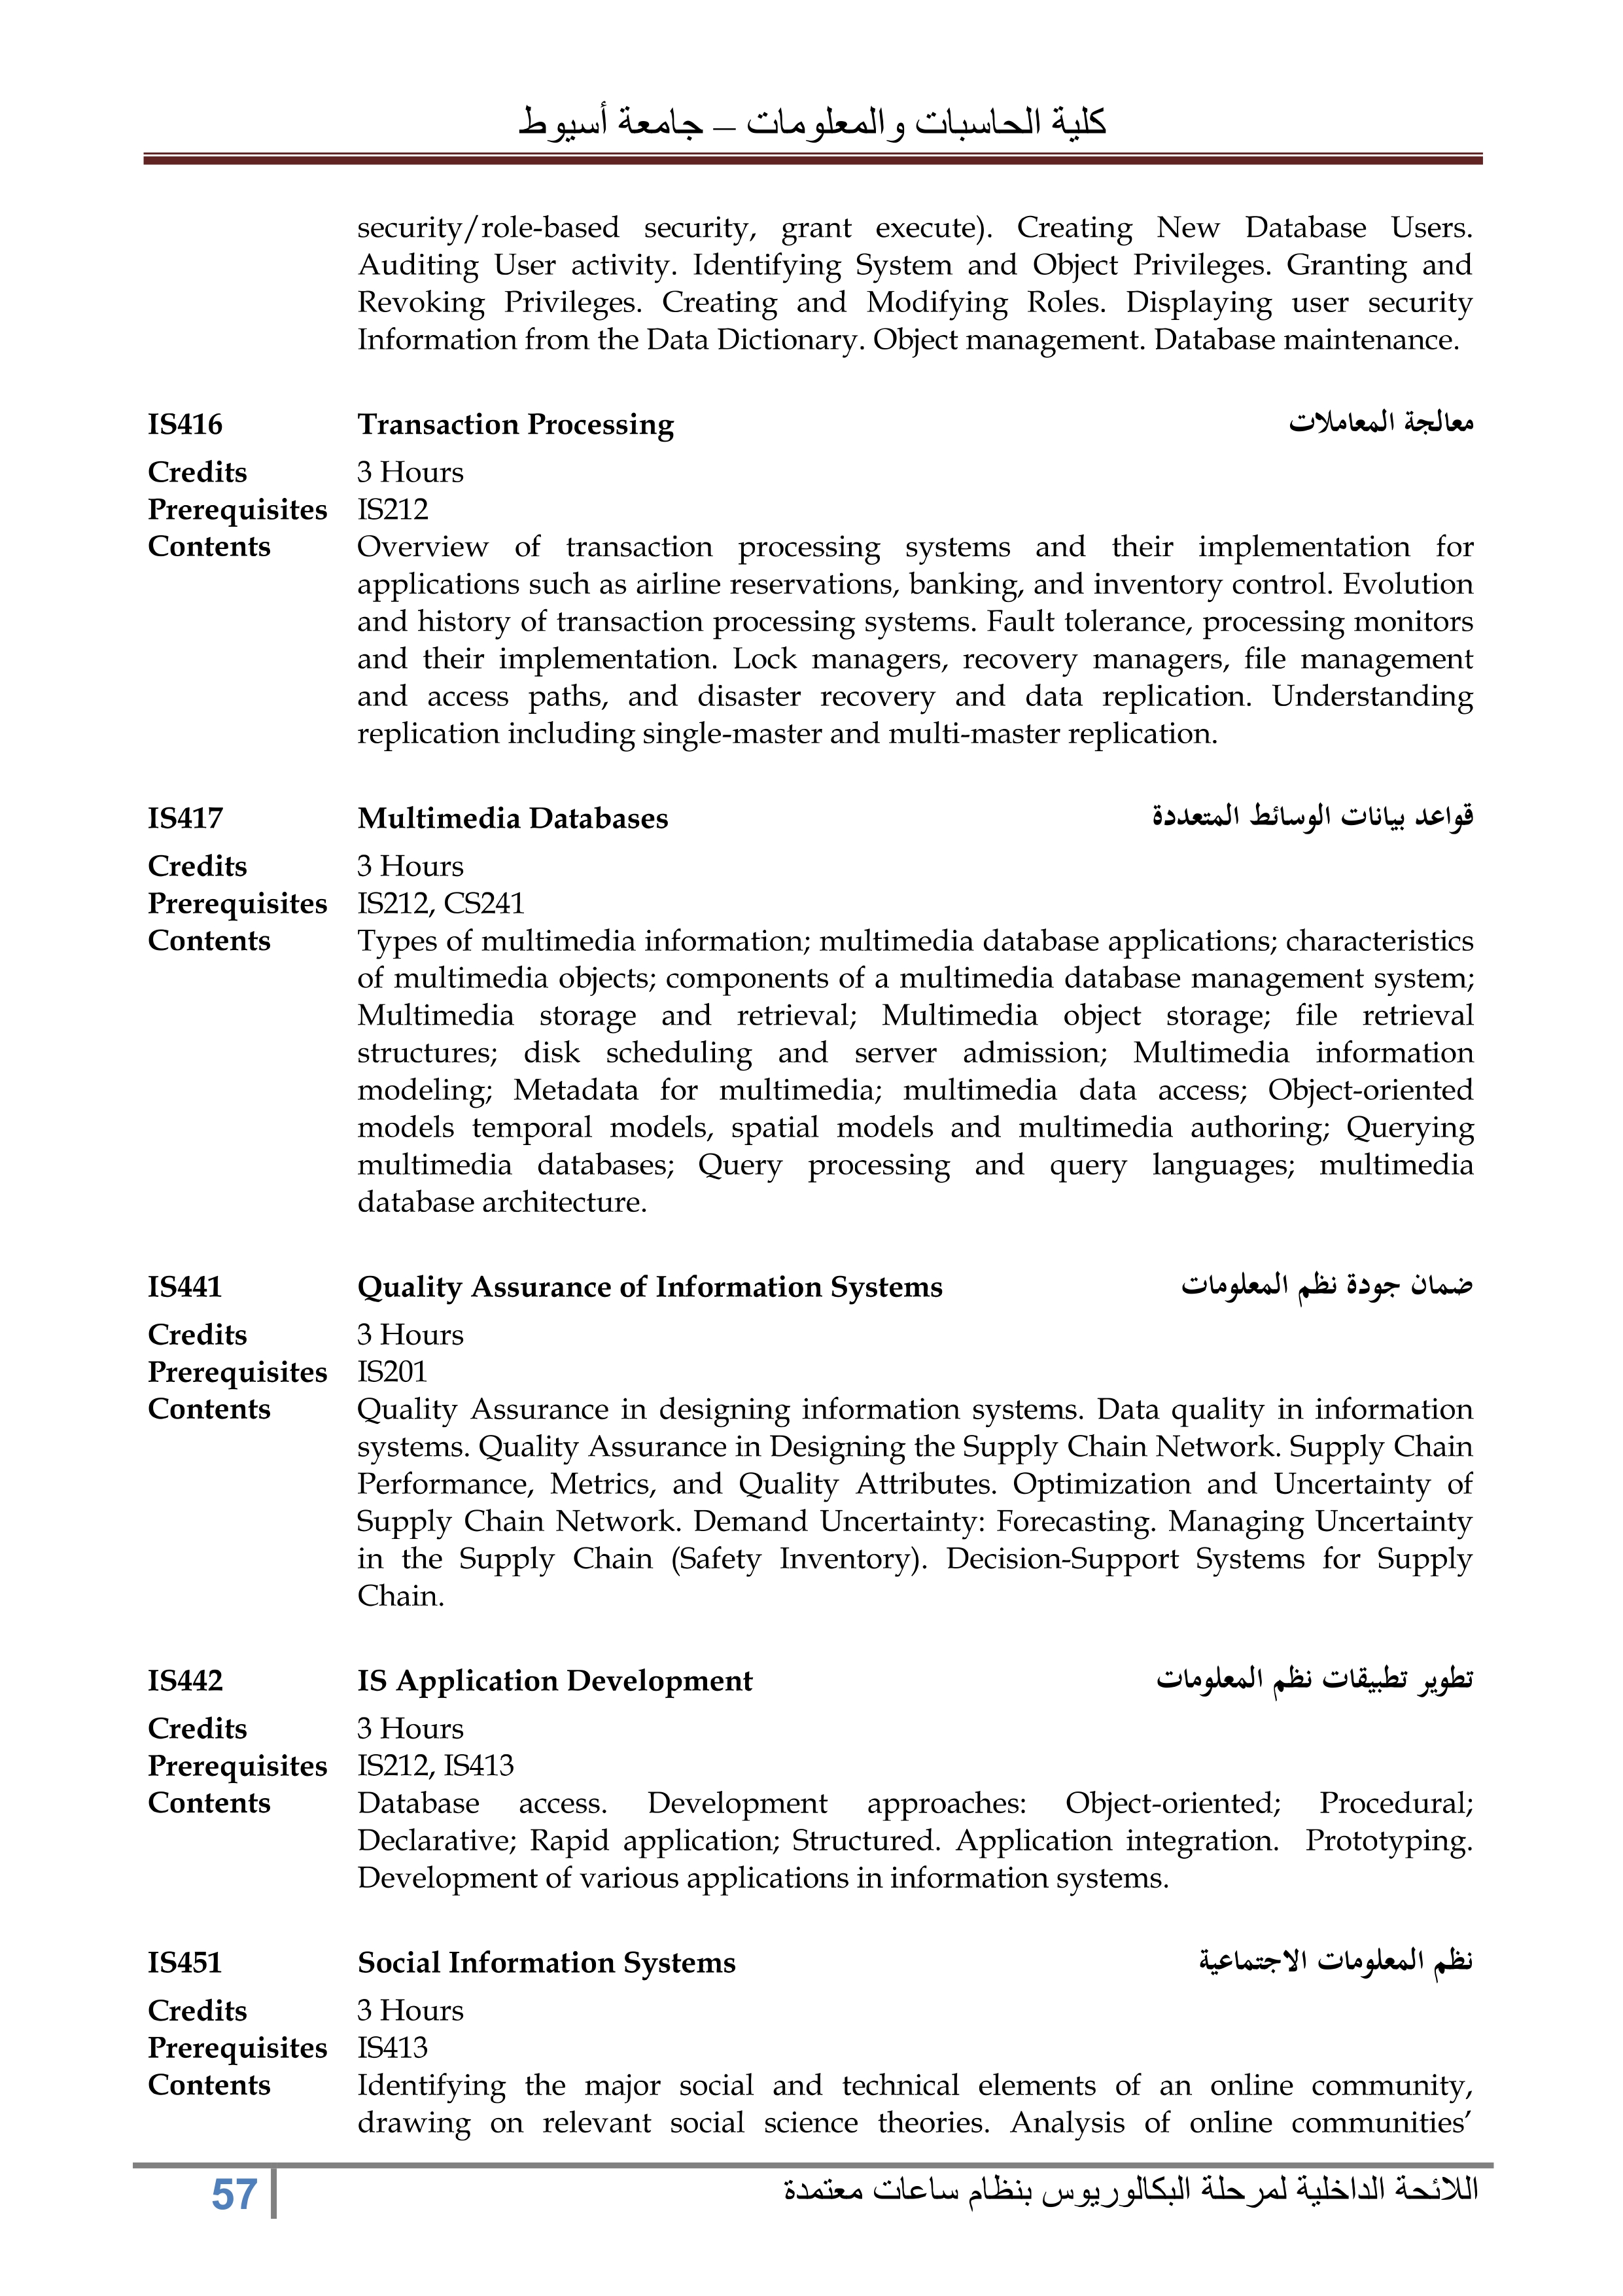 كلية الحاسبات والمعلومات – جامعة أسيوط
security/role-based security, grant execute). Creating New Database Users.
Auditing User activity. Identifying System and Object Privileges. Granting and
Revoking Privileges. Creating and Modifying Roles. Displaying user security
Information from the Data Dictionary. Object management. Database maintenance.
IS416 Transaction Processing معالجة المعاملات
Credits 3 Hours
Prerequisites IS212
Contents Overview of transaction processing systems and their implementation for
applications such as airline reservations, banking, and inventory control. Evolution
and history of transaction processing systems. Fault tolerance, processing monitors
and their implementation. Lock managers, recovery managers, file management
and access paths, and disaster recovery and data replication. Understanding
replication including single-master and multi-master replication.
IS417 Multimedia Databases قواعد بيانات الوسائط المتعددة
Credits 3 Hours
Prerequisites IS212, CS241
Contents Types of multimedia information; multimedia database applications; characteristics
of multimedia objects; components of a multimedia database management system;
Multimedia storage and retrieval; Multimedia object storage; file retrieval
structures; disk scheduling and server admission; Multimedia information
modeling; Metadata for multimedia; multimedia data access; Object-oriented
models temporal models, spatial models and multimedia authoring; Querying
multimedia databases; Query processing and query languages; multimedia
database architecture.
IS441 Quality Assurance of Information Systems ضمان جودة نظم المعلومات
Credits 3 Hours
Prerequisites IS201
Contents Quality Assurance in designing information systems. Data quality in information
systems. Quality Assurance in Designing the Supply Chain Network. Supply Chain
Performance, Metrics, and Quality Attributes. Optimization and Uncertainty of
Supply Chain Network. Demand Uncertainty: Forecasting. Managing Uncertainty
in the Supply Chain (Safety Inventory). Decision-Support Systems for Supply
Chain.
IS442 IS Application Development تطوير تطبيقات نظم المعلومات
Credits 3 Hours
Prerequisites IS212, IS413
Contents Database access. Development approaches: Object-oriented; Procedural;
Declarative; Rapid application; Structured. Application integration. Prototyping.
Development of various applications in information systems.
IS451 Social Information Systems نظم المعلومات الاجتماعية
Credits 3 Hours
Prerequisites IS413
Contents Identifying the major social and technical elements of an online community,
drawing on relevant social science theories. Analysis of online communities’
57 اللائحة الداخلية لمرحلة البكالوريوس بنظام ساعات معتمدة